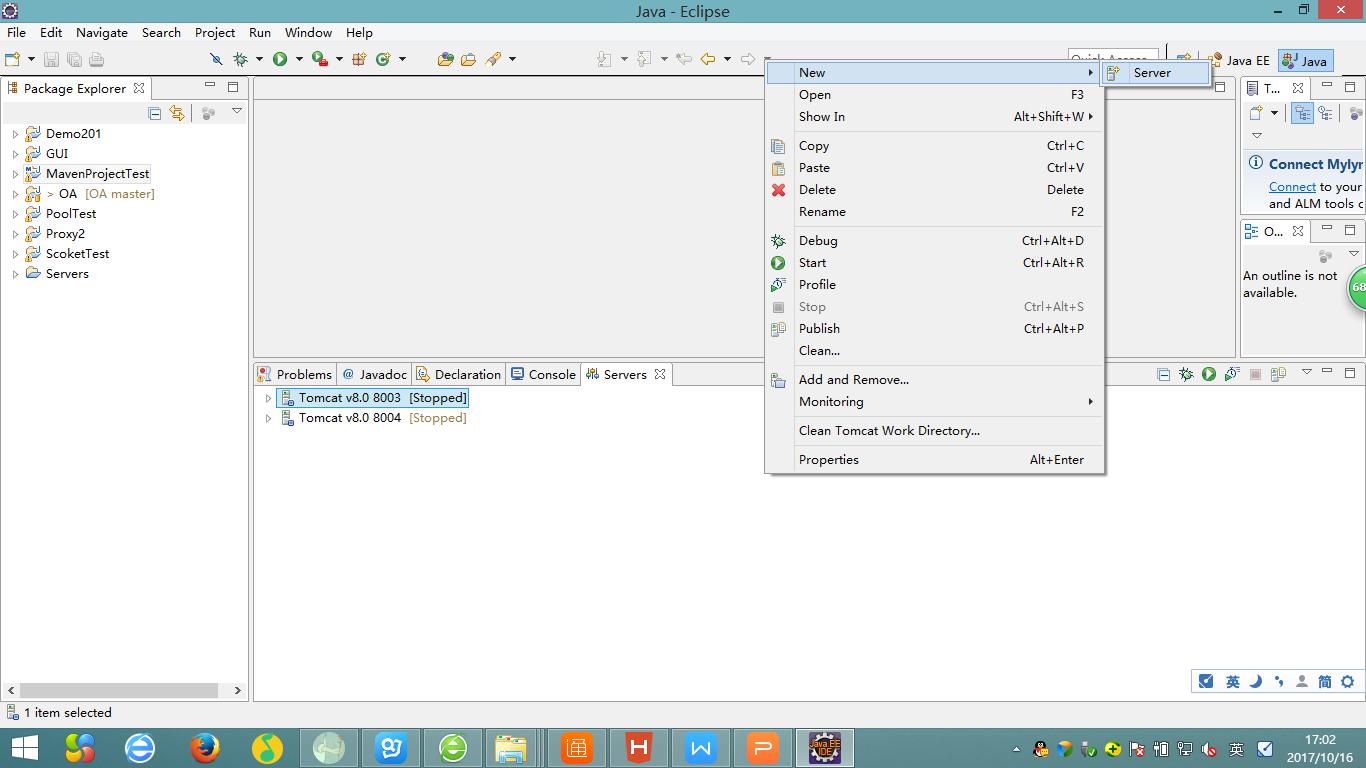 Java - Eclipse
File Edit Navigate Search Project Run Window Help
Java EE
Java
Package Explorer
Demo201
GUI
MavenProjectTest
> OA [OA master]
PoolTest
Proxy2
ScoketTest
Servers
New
Server
Open F3
Show In Alt+Shift+W
Copy Ctrl+C
Paste Ctrl+V
Delete Delete
Rename F2
Debug Ctrl+Alt+D
Start Ctrl+Alt+R
Profile
Stop Ctrl+Alt+S
Publish Ctrl+Alt+P
Clean...
Add and Remove...
Monitoring
Clean Tomcat Work Directory...
Properties Alt+Enter
T...
Connect Mylyn
Connect to your
and ALM tools
O...
An outline is not
available.
68
Problems @ Javadoc Declaration Console Servers
Tomcat v8.0 8003 [Stopped]
Tomcat v8.0 8004 [Stopped]
英 简
1 item selected
Java EE
IDE
英
17:02
2017/10/16